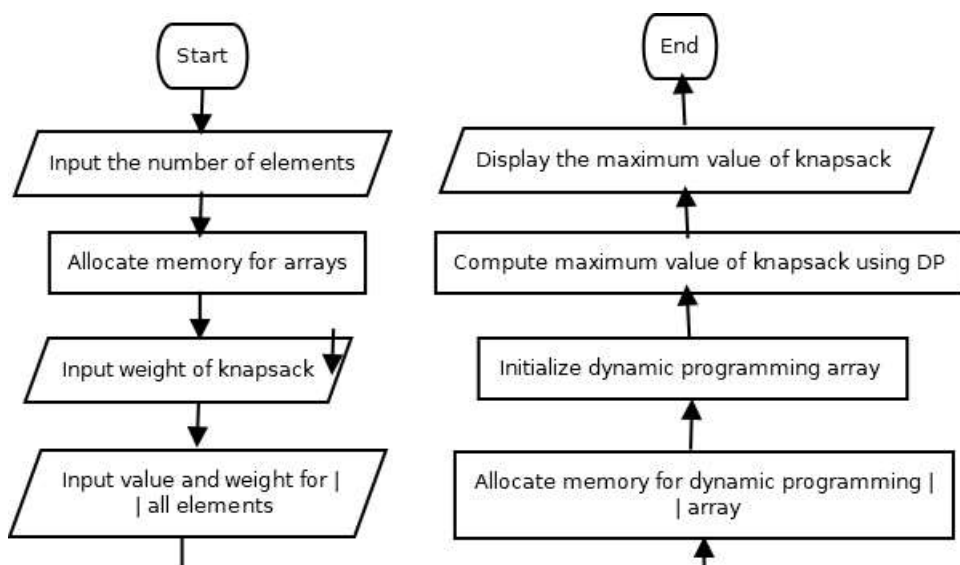 Start
Input the number of elements
Allocate memory for arrays
Input weight of knapsack
Input value and weight for |
| all elements
End
Display the maximum value of knapsack
Compute maximum value of knapsack using DP
Initialize dynamic programming array
Allocate memory for dynamic programming |
| array